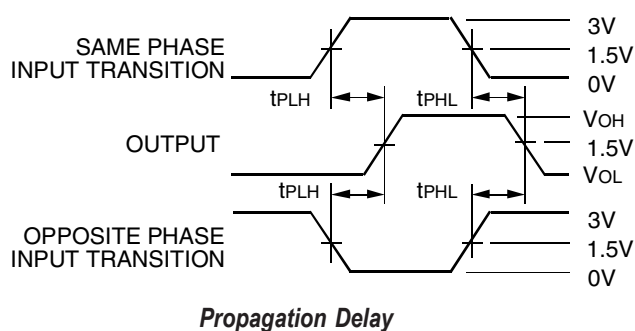 3V
SAME PHASE
1.5V
INPUT TRANSITION
0V
tPLH
tPHL
VOH
OUTPUT
1.5V
VOL
tPLH
tPHL
3V
OPPOSITE PHASE
1.5V
INPUT TRANSITION
0V
Propagation Delay